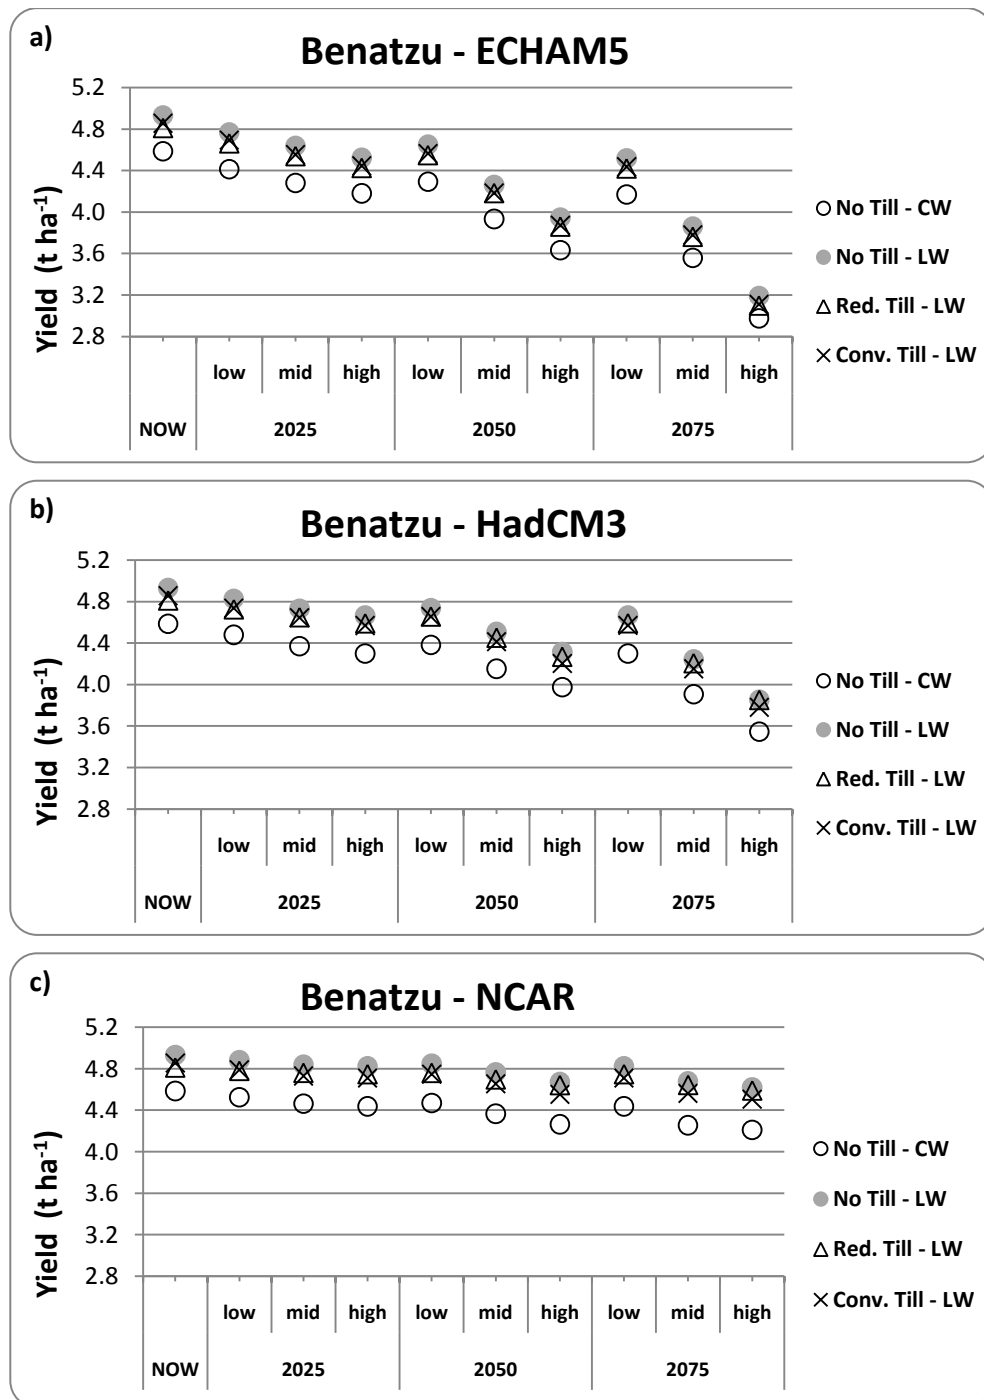 a)
Benatzu - ECHAM5
5.2
4.8
4.4
4.0
3.6
3.2
2.8
Yield (t ha-1)
low mid high low mid high low mid high
NOW 2025 2050 2075
No Till - CW
No Till - LW
Red. Till - LW
Conv. Till - LW
b)
Benatzu - HadCM3
5.2
4.8
4.4
4.0
3.6
3.2
2.8
Yield (t ha-1)
low mid high low mid high low mid high
NOW 2025 2050 2075
No Till - CW
No Till - LW
Red. Till - LW
Conv. Till - LW
c)
Benatzu - NCAR
5.2
4.8
4.4
4.0
3.6
3.2
2.8
Yield (t ha-1)
low mid high low mid high low mid high
NOW 2025 2050 2075
No Till - CW
No Till - LW
Red. Till - LW
Conv. Till - LW